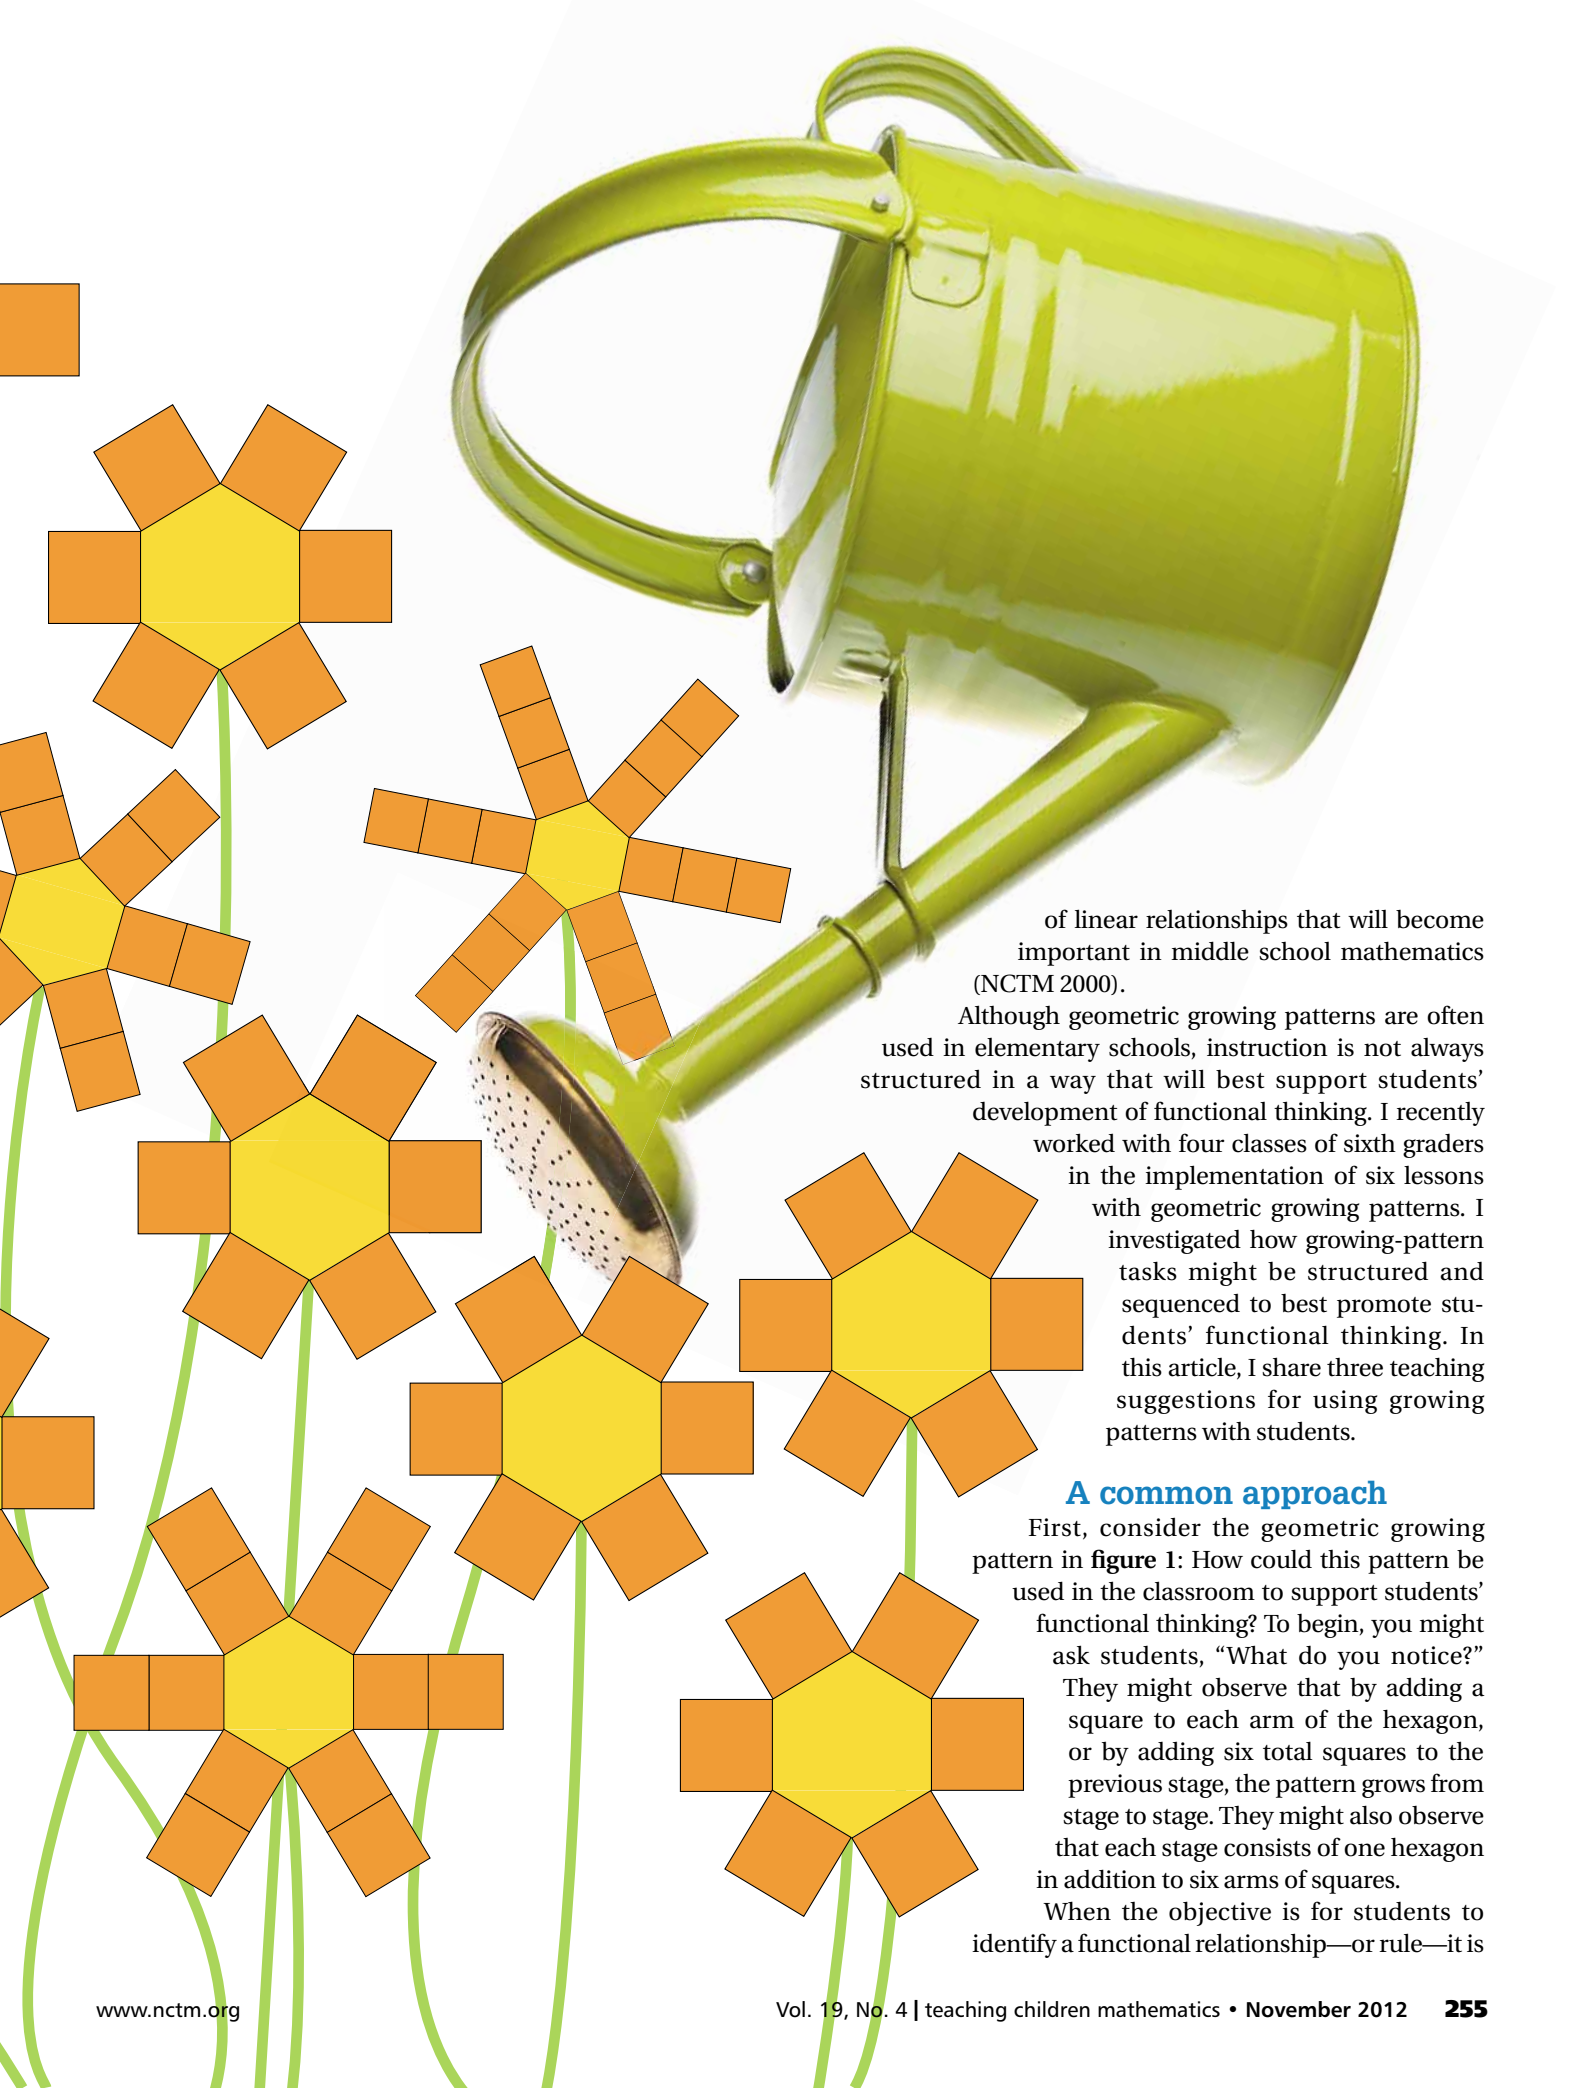 of linear relationships that will become
important in middle school mathematics
(NCTM 2000).
Although geometric growing patterns are often
used in elementary schools, instruction is not always
structured in a way that will best support students’
development of functional thinking. I recently
worked with four classes of sixth graders
in the implementation of six lessons
with geometric growing patterns. I
investigated how growing-pattern
tasks might be structured and
sequenced to best promote stu-
dents’ functional thinking. In
this article, I share three teaching
suggestions for using growing
patterns with students.
A common approach
First, consider the geometric growing
pattern in figure 1: How could this pattern be
used in the classroom to support students’
functional thinking? To begin, you might
ask students, “What do you notice?”
They might observe that by adding a
square to each arm of the hexagon,
or by adding six total squares to the
previous stage, the pattern grows from
stage to stage. They might also observe
that each stage consists of one hexagon
in addition to six arms of squares.
When the objective is for students to
identify a functional relationship—or rule—it is
www.nctm.org
Vol. 19, No. 4 | teaching children mathematics • November 2012 255